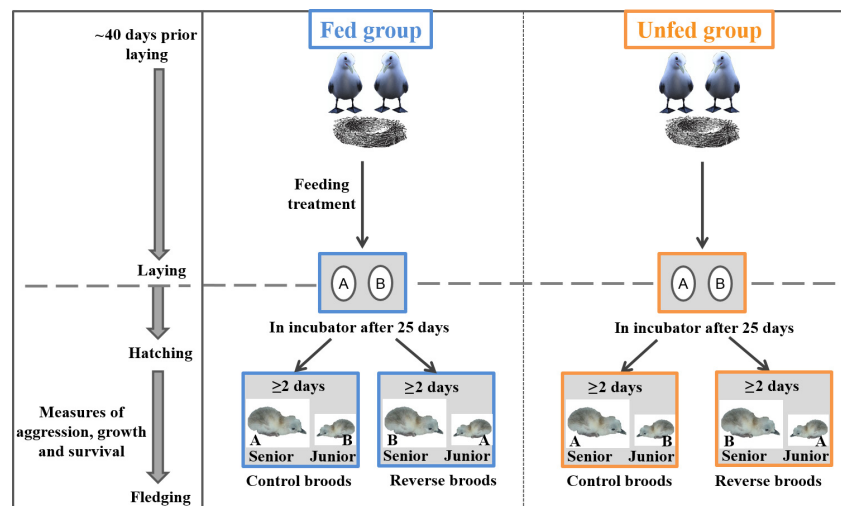 ~40 days prior
laying
Laying
Hatching
Measures of
aggression, growth
and survival
Fledging
Fed group
Feeding
treatment
A B
In incubator after 25 days
≥2 days
A B
Senior Junior
Control broods
≥2 days
B A
Senior Junior
Reverse broods
Unfed group
A B
In incubator after 25 days
≥2 days
A B
Senior Junior
Control broods
≥2 days
B A
Senior Junior
Reverse broods